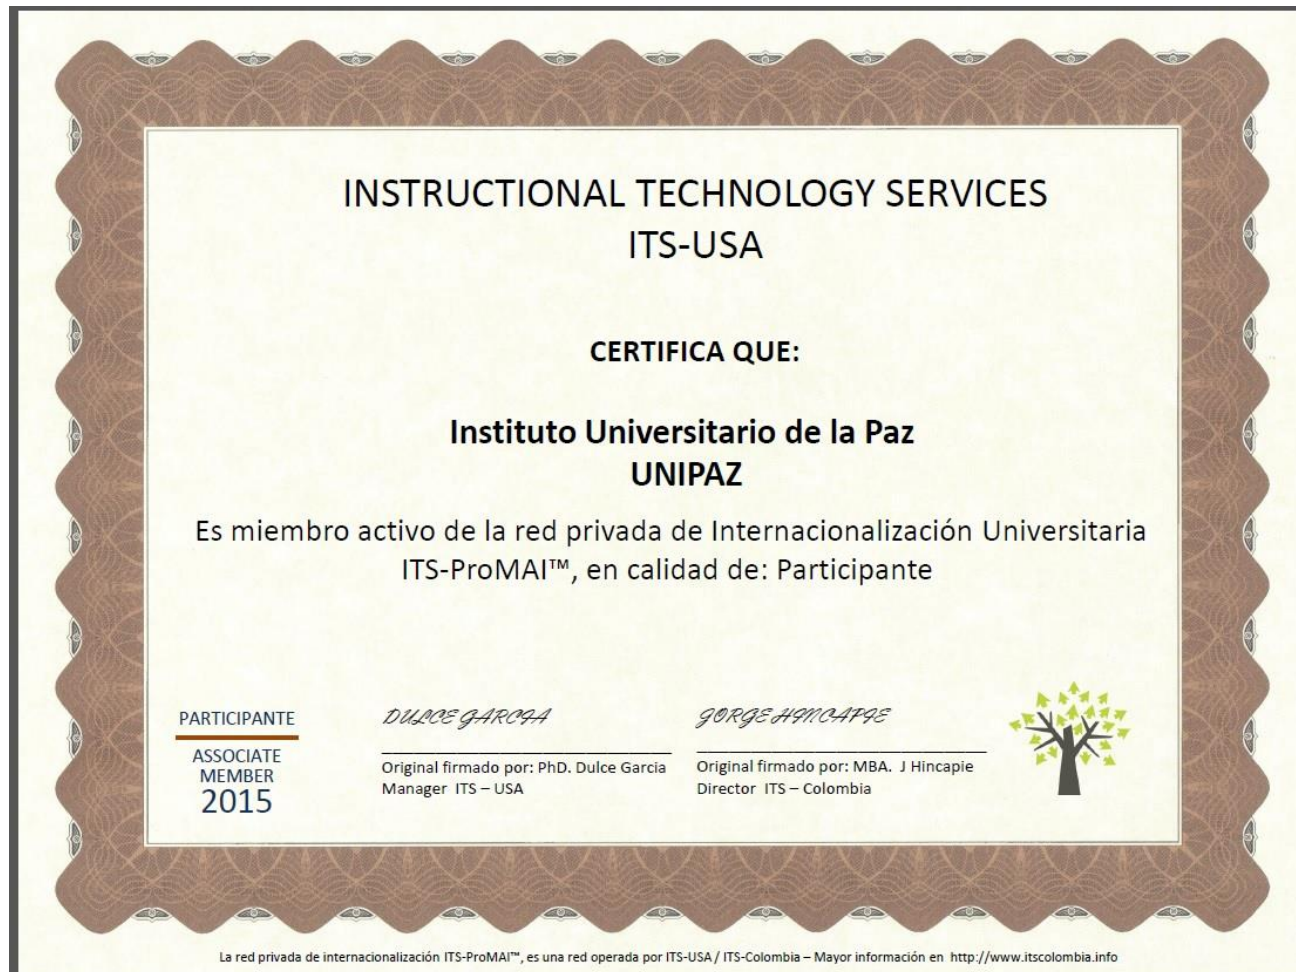 INSTRUCTIONAL TECHNOLOGY SERVICES
ITS-USA
CERTIFICA QUE:
Instituto Universitario de la Paz
UNIPAZ
Es miembro activo de la red privada de Internacionalización Universitaria
ITS-ProMAI™, en calidad de: Participante
PARTICIPANTE
ASSOCIATE
MEMBER
2015
DULCE GARCIA
Original firmado por: PhD. Dulce Garcia
Manager ITS – USA
JORGE HINCAPIE
Original firmado por: MBA. J Hincapie
Director ITS – Colombia
La red privada de internacionalización ITS-ProMAI™, es una red operada por ITS-USA / ITS-Colombia – Mayor información en http://www.itscolombia.info